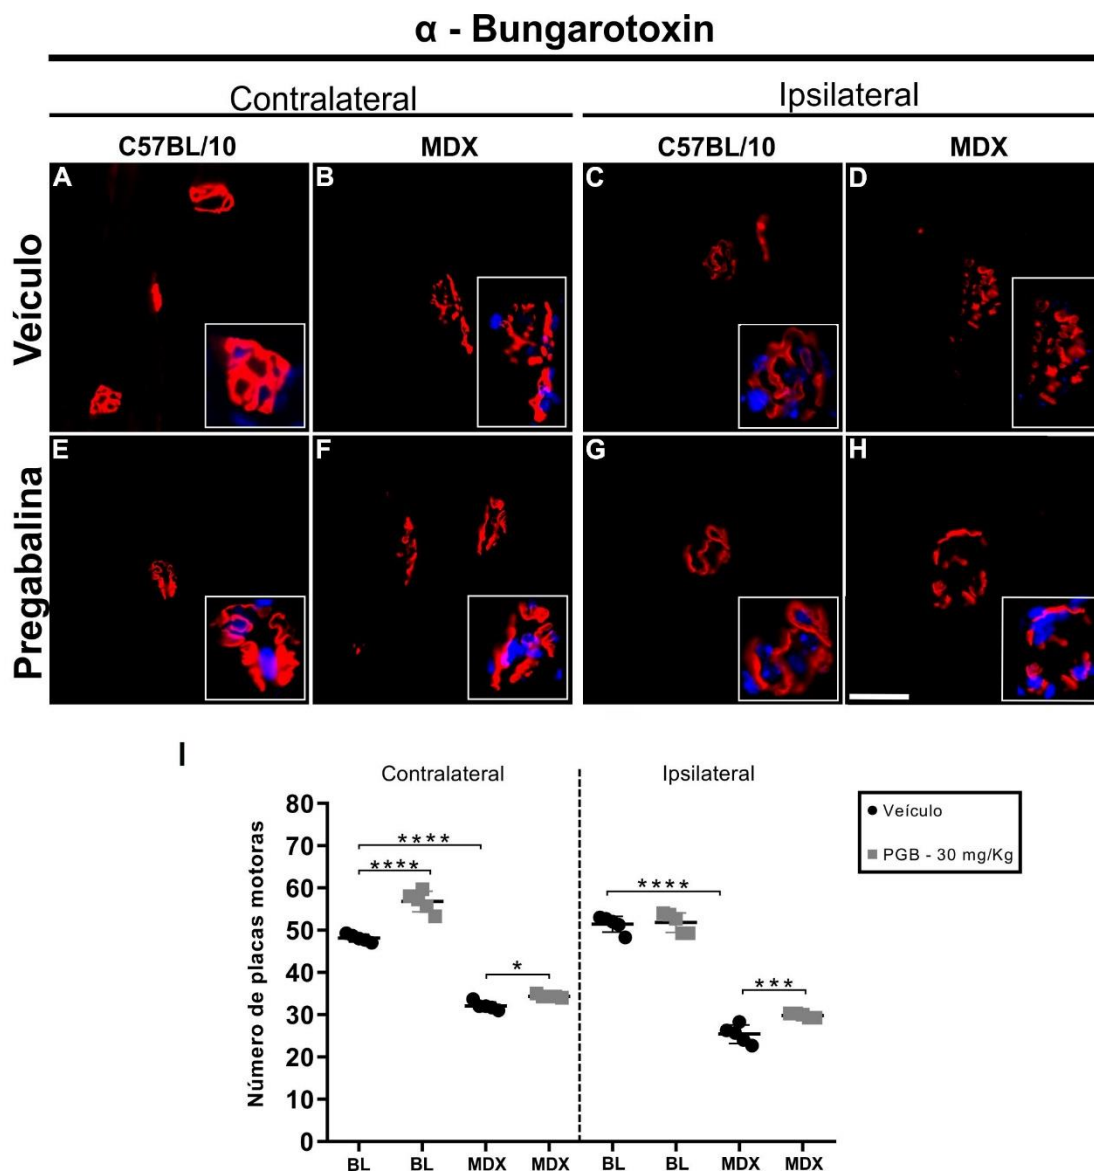 α - Bungarotoxin
Contralateral
Ipsilateral
C57BL/10
MDX
C57BL/10
MDX
Veículo
A
B
C
D
Pregabalina
E
F
G
H
I
Contralateral
Ipsilateral
Número de placas motoras
80
70
60
50
40
30
20
10
0
****
****
*
****
***
BL
BL
MDX
MDX
BL
BL
MDX
MDX
Veículo
PGB - 30 mg/Kg